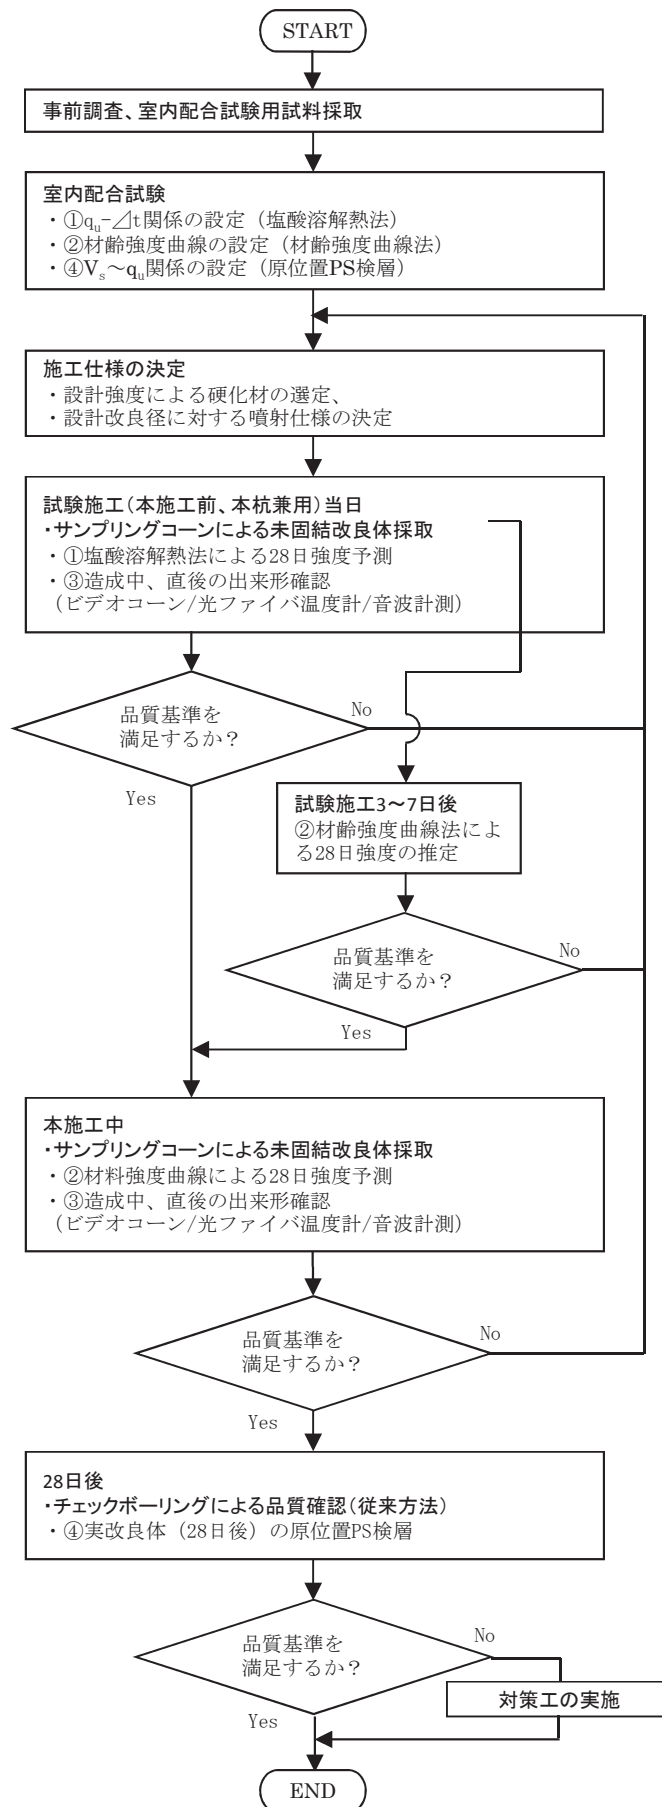 START
事前調査、室内配合試験用試料採取
室内配合試験
・①qu-⊿t関係の設定（塩酸溶解熱法）
・②材齢強度曲線の設定（材齢強度曲線法）
・④Vs～qu関係の設定（原位置PS検層）
施工仕様の決定
・設計強度による硬化材の選定、
・設計改良径に対する噴射仕様の決定
試験施工（本施工前、本杭兼用）当日
・サンプリングコーンによる未固結改良体採取
・①塩酸溶解熱法による28日強度予測
・③造成中、直後の出来形確認
（ビデオコーン/光ファイバ温度計/音波計測）
品質基準を
満足するか？
No
Yes
試験施工3～7日後
②材齢強度曲線法によ
る28日強度の推定
品質基準を
満足するか？
No
Yes
本施工中
・サンプリングコーンによる未固結改良体採取
・②材料強度曲線による28日強度予測
・③造成中、直後の出来形確認
（ビデオコーン/光ファイバ温度計/音波計測）
品質基準を
満足するか？
No
Yes
28日後
・チェックボーリングによる品質確認（従来方法）
・④実改良体（28日後）の原位置PS検層
品質基準を
満足するか？
No
対策工の実施
Yes
END